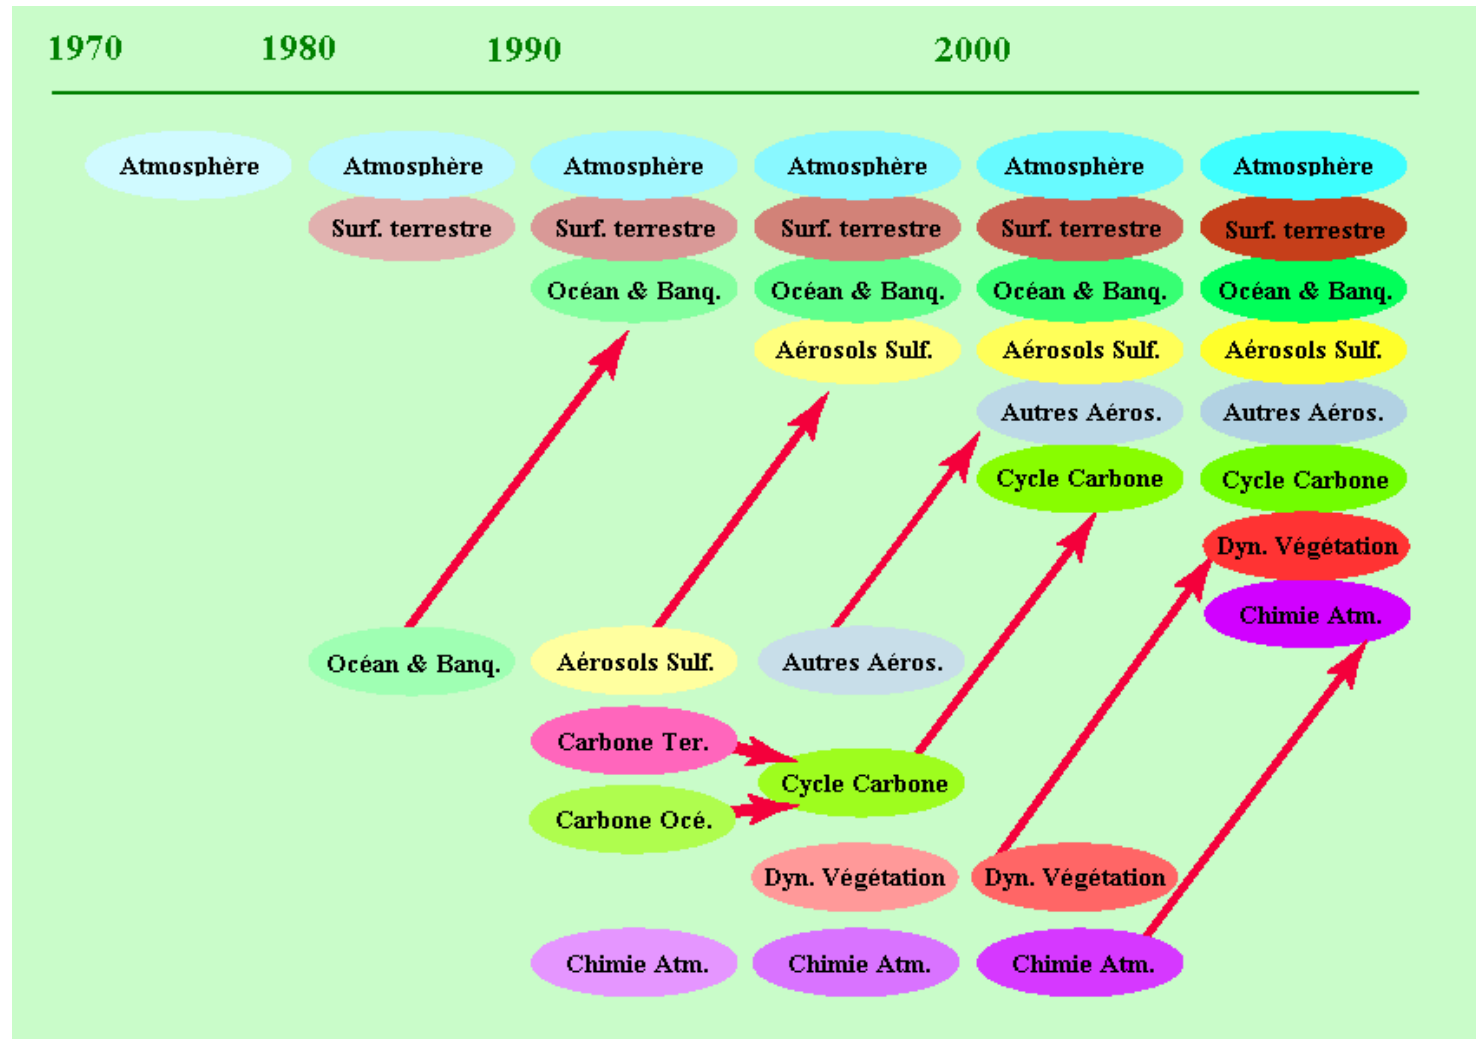 1970 1980 1990 2000
Atmosphère Atmosphère Atmosphère Atmosphère Atmosphère Atmosphère
Surf. terrestre Surf. terrestre Surf. terrestre Surf. terrestre Surf. terrestre
Océan & Banq. Océan & Banq. Océan & Banq. Océan & Banq.
Aérosols Sulf. Aérosols Sulf. Aérosols Sulf.
Autres Aéros. Autres Aéros.
Cycle Carbone Cycle Carbone
Dyn. Végétation
Chimie Atm.
Océan & Banq. Aérosols Sulf. Autres Aéros.
Carbone Ter.
Cycle Carbone
Carbone Océ.
Dyn. Végétation Dyn. Végétation
Chimie Atm. Chimie Atm. Chimie Atm.